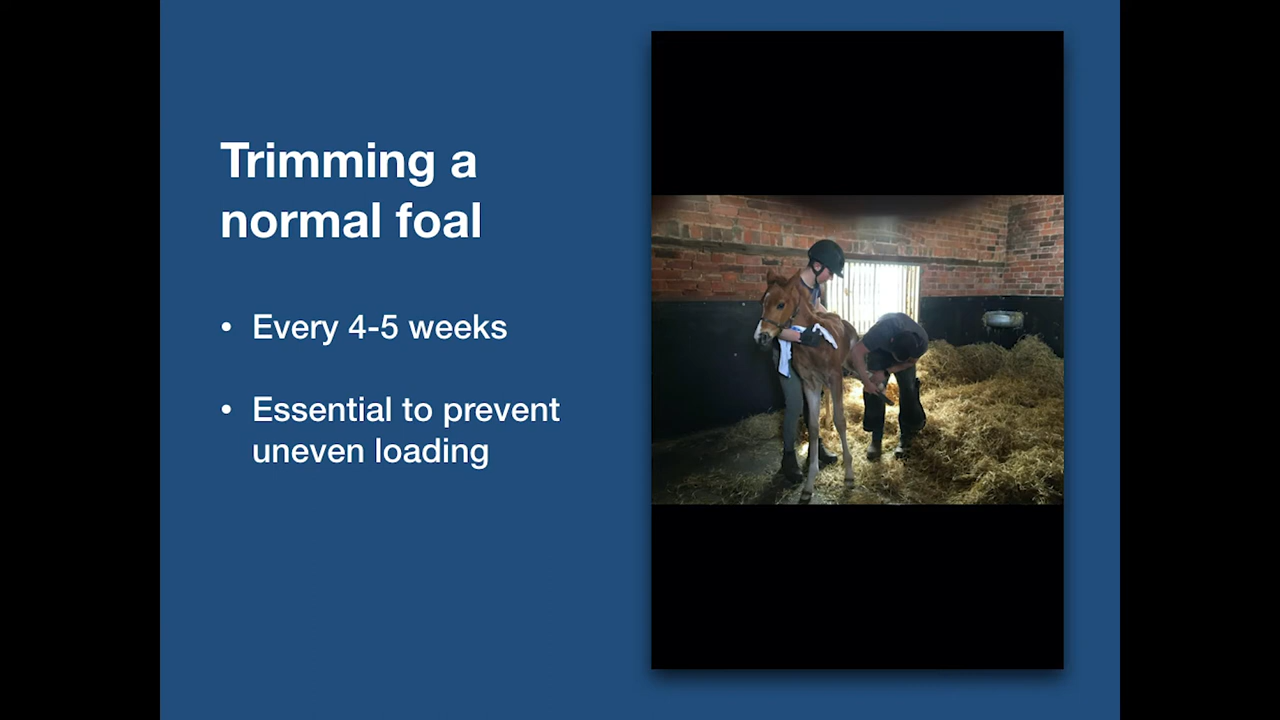 Trimming a
normal foal
• Every 4-5 weeks
• Essential to prevent
uneven loading